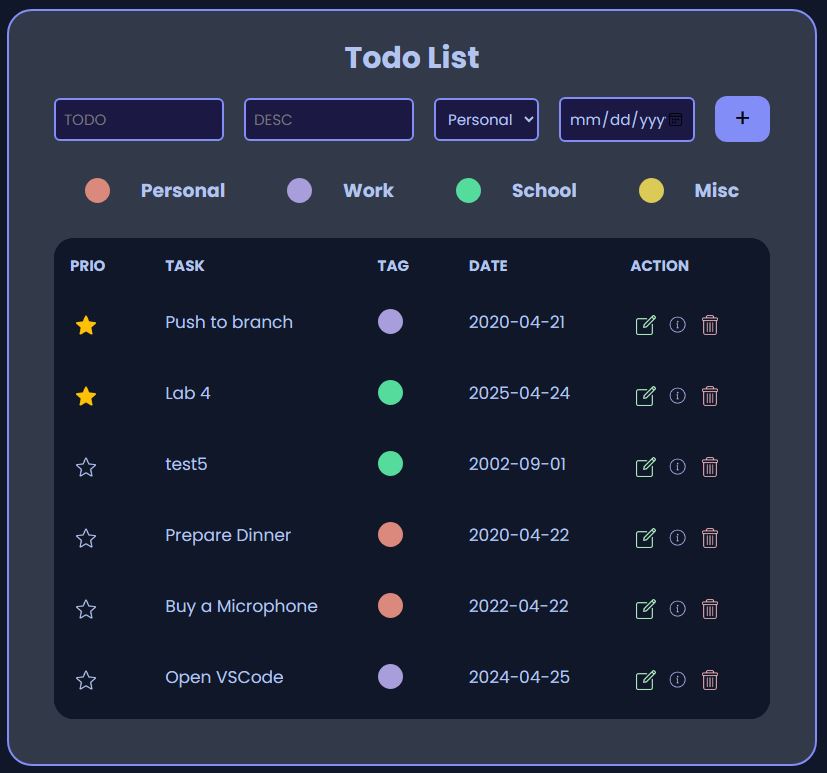 Todo List
TODO DESC Personal mm/dd/yyy +
Personal Work School Misc
PRIO TASK TAG DATE ACTION
Push to branch 2020-04-21
Lab 4 2025-04-24
test5 2002-09-01
Prepare Dinner 2020-04-22
Buy a Microphone 2022-04-22
Open VSCode 2024-04-25